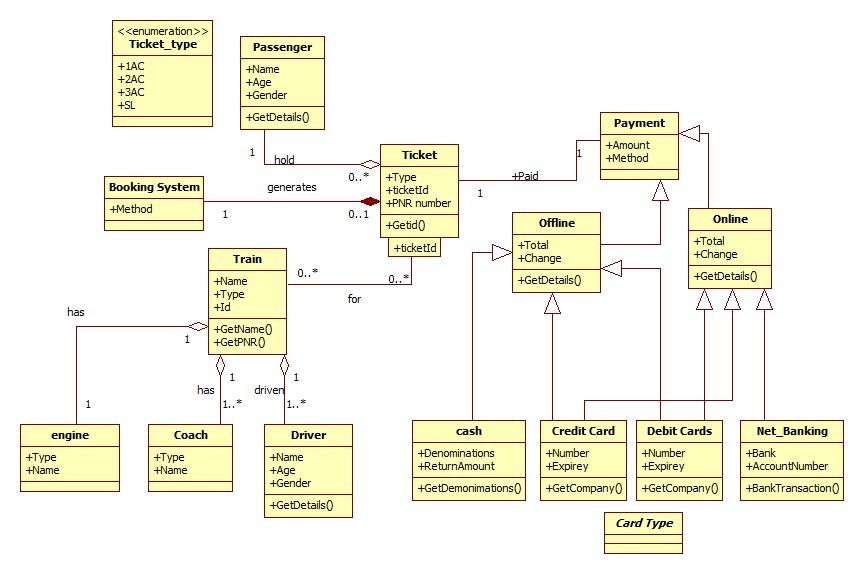 <<enumeration>>
Ticket_type
+1AC
+2AC
+3AC
+SL
Passenger
+Name
+Age
+Gender
+GetDetails()
1
hold
0..*
Ticket
+Type
+ticketId
+PNR number
+Getid()
+ticketId
Payment
+Amount
+Method
1
+Paid
1
Booking System
+Method
generates
1
0..1
Offline
+Total
+Change
+GetDetails()
Online
+Total
+Change
+GetDetails()
Train
+Name
+Type
+Id
+GetName()
+GetPNR()
0..*
0..*
for
has
1
1
has
1
1..*
driven
1
1..*
engine
+Type
+Name
Coach
+Type
+Name
Driver
+Name
+Age
+Gender
+GetDetails()
cash
+Denominations
+ReturnAmount
+GetDemonimations()
Credit Card
+Number
+Expirey
+GetCompany()
Debit Cards
+Number
+Expirey
+GetCompany()
Net_Banking
+Bank
+AccountNumber
+BankTransaction()
Card Type